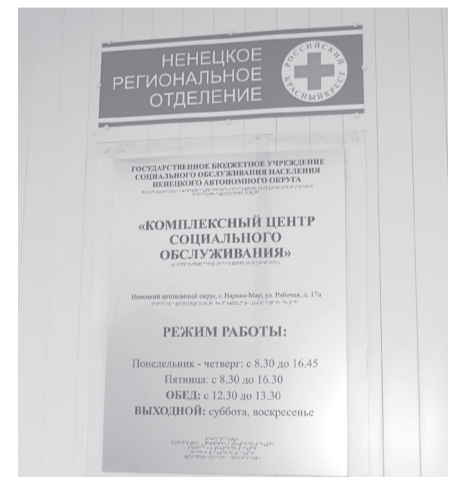 НЕНЕЦКОЕ
РЕГИОНАЛЬНОЕ
ОТДЕЛЕНИЕ
РОССИЙСКИЙ
КРАСНЫЙ КРЕСТ
ГОСУДАРСТВЕННОЕ БЮДЖЕТНОЕ УЧРЕЖДЕНИЕ
СОЦИАЛЬНОГО ОБСЛУЖИВАНИЯ НАСЕЛЕНИЯ
НЕНЕЦКОГО АВТОНОМНОГО ОКРУГА
«КОМПЛЕКСНЫЙ ЦЕНТР
СОЦИАЛЬНОГО
ОБСЛУЖИВАНИЯ»
Ненецкий автономный округ, г. Нарьян-Мар, ул. Рабочая, д. 17а
РЕЖИМ РАБОТЫ:
Понедельник - четверг: с 8.30 до 16.45
Пятница: с 8.30 до 16.30
ОБЕД: с 12.30 до 13.30
ВЫХОДНОЙ: суббота, воскресенье